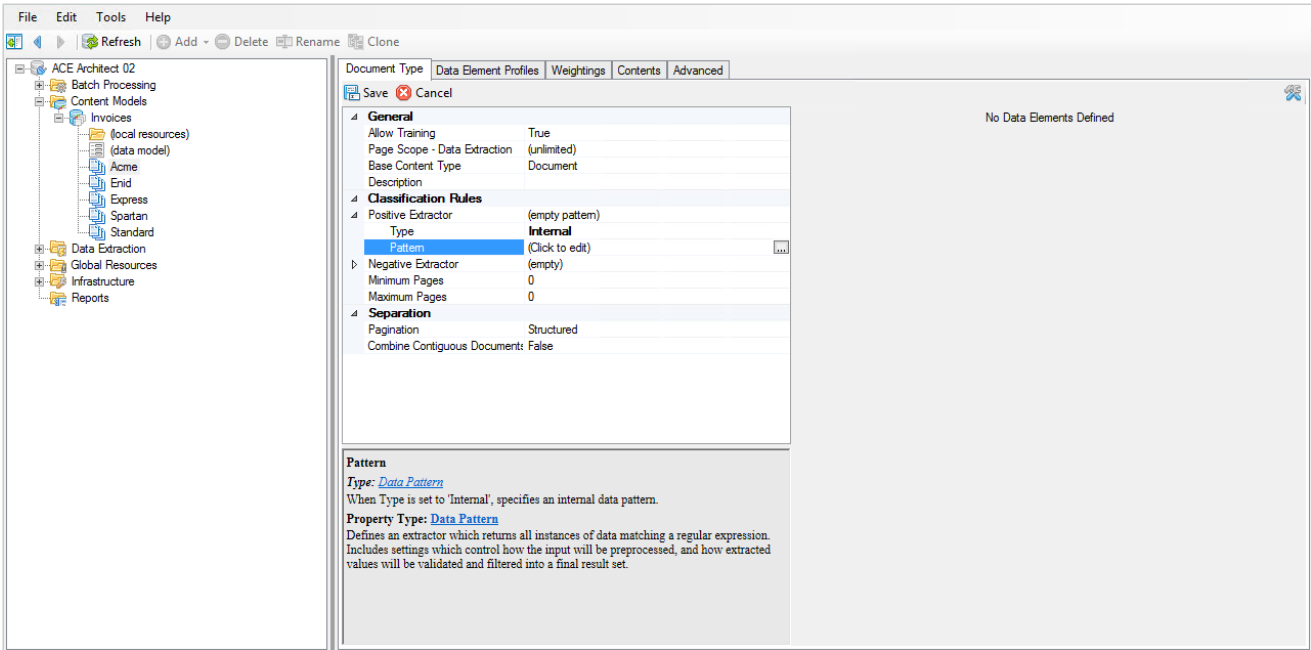 File Edit Tools Help
Refresh Add Delete Rename Clone
ACE Architect 02
Batch Processing
Content Models
Invoices
(local resources)
(data model)
Acme
Enid
Express
Spartan
Standard
Data Extraction
Global Resources
Infrastructure
Reports
Document Type Data Element Profiles Weightings Contents Advanced
Save Cancel
General
Allow Training True
Page Scope - Data Extraction (unlimited)
Base Content Type Document
Description
Classification Rules
Positive Extractor (empty pattern)
Type Internal
Pattern (Click to edit) ...
Negative Extractor (empty)
Minimum Pages 0
Maximum Pages 0
Separation
Pagination Structured
Combine Contiguous Documents False
Pattern
Type: Data Pattern
When Type is set to 'Internal', specifies an internal data pattern.
Property Type: Data Pattern
Defines an extractor which returns all instances of data matching a regular expression.
Includes settings which control how the input will be preprocessed, and how extracted
values will be validated and filtered into a final result set.
No Data Elements Defined